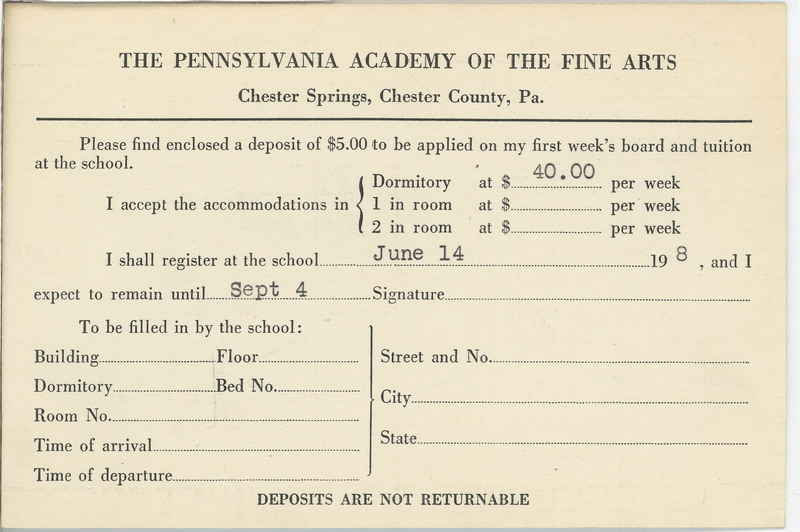 THE PENNSYLVANIA ACADEMY OF THE FINE ARTS
Chester Springs, Chester County, Pa.
Please find enclosed a deposit of $5.00 to be applied on my first week's board and tuition
at the school.
I accept the accommodations in { Dormitory at $ 40.00 per week
1 in room at $ per week
2 in room at $ per week
I shall register at the school June 14 19 8 , and I
expect to remain until Sept 4 Signature
To be filled in by the school:
Building Floor
Dormitory Bed No.
Room No.
Time of arrival
Time of departure
Street and No.
City
State
DEPOSITS ARE NOT RETURNABLE